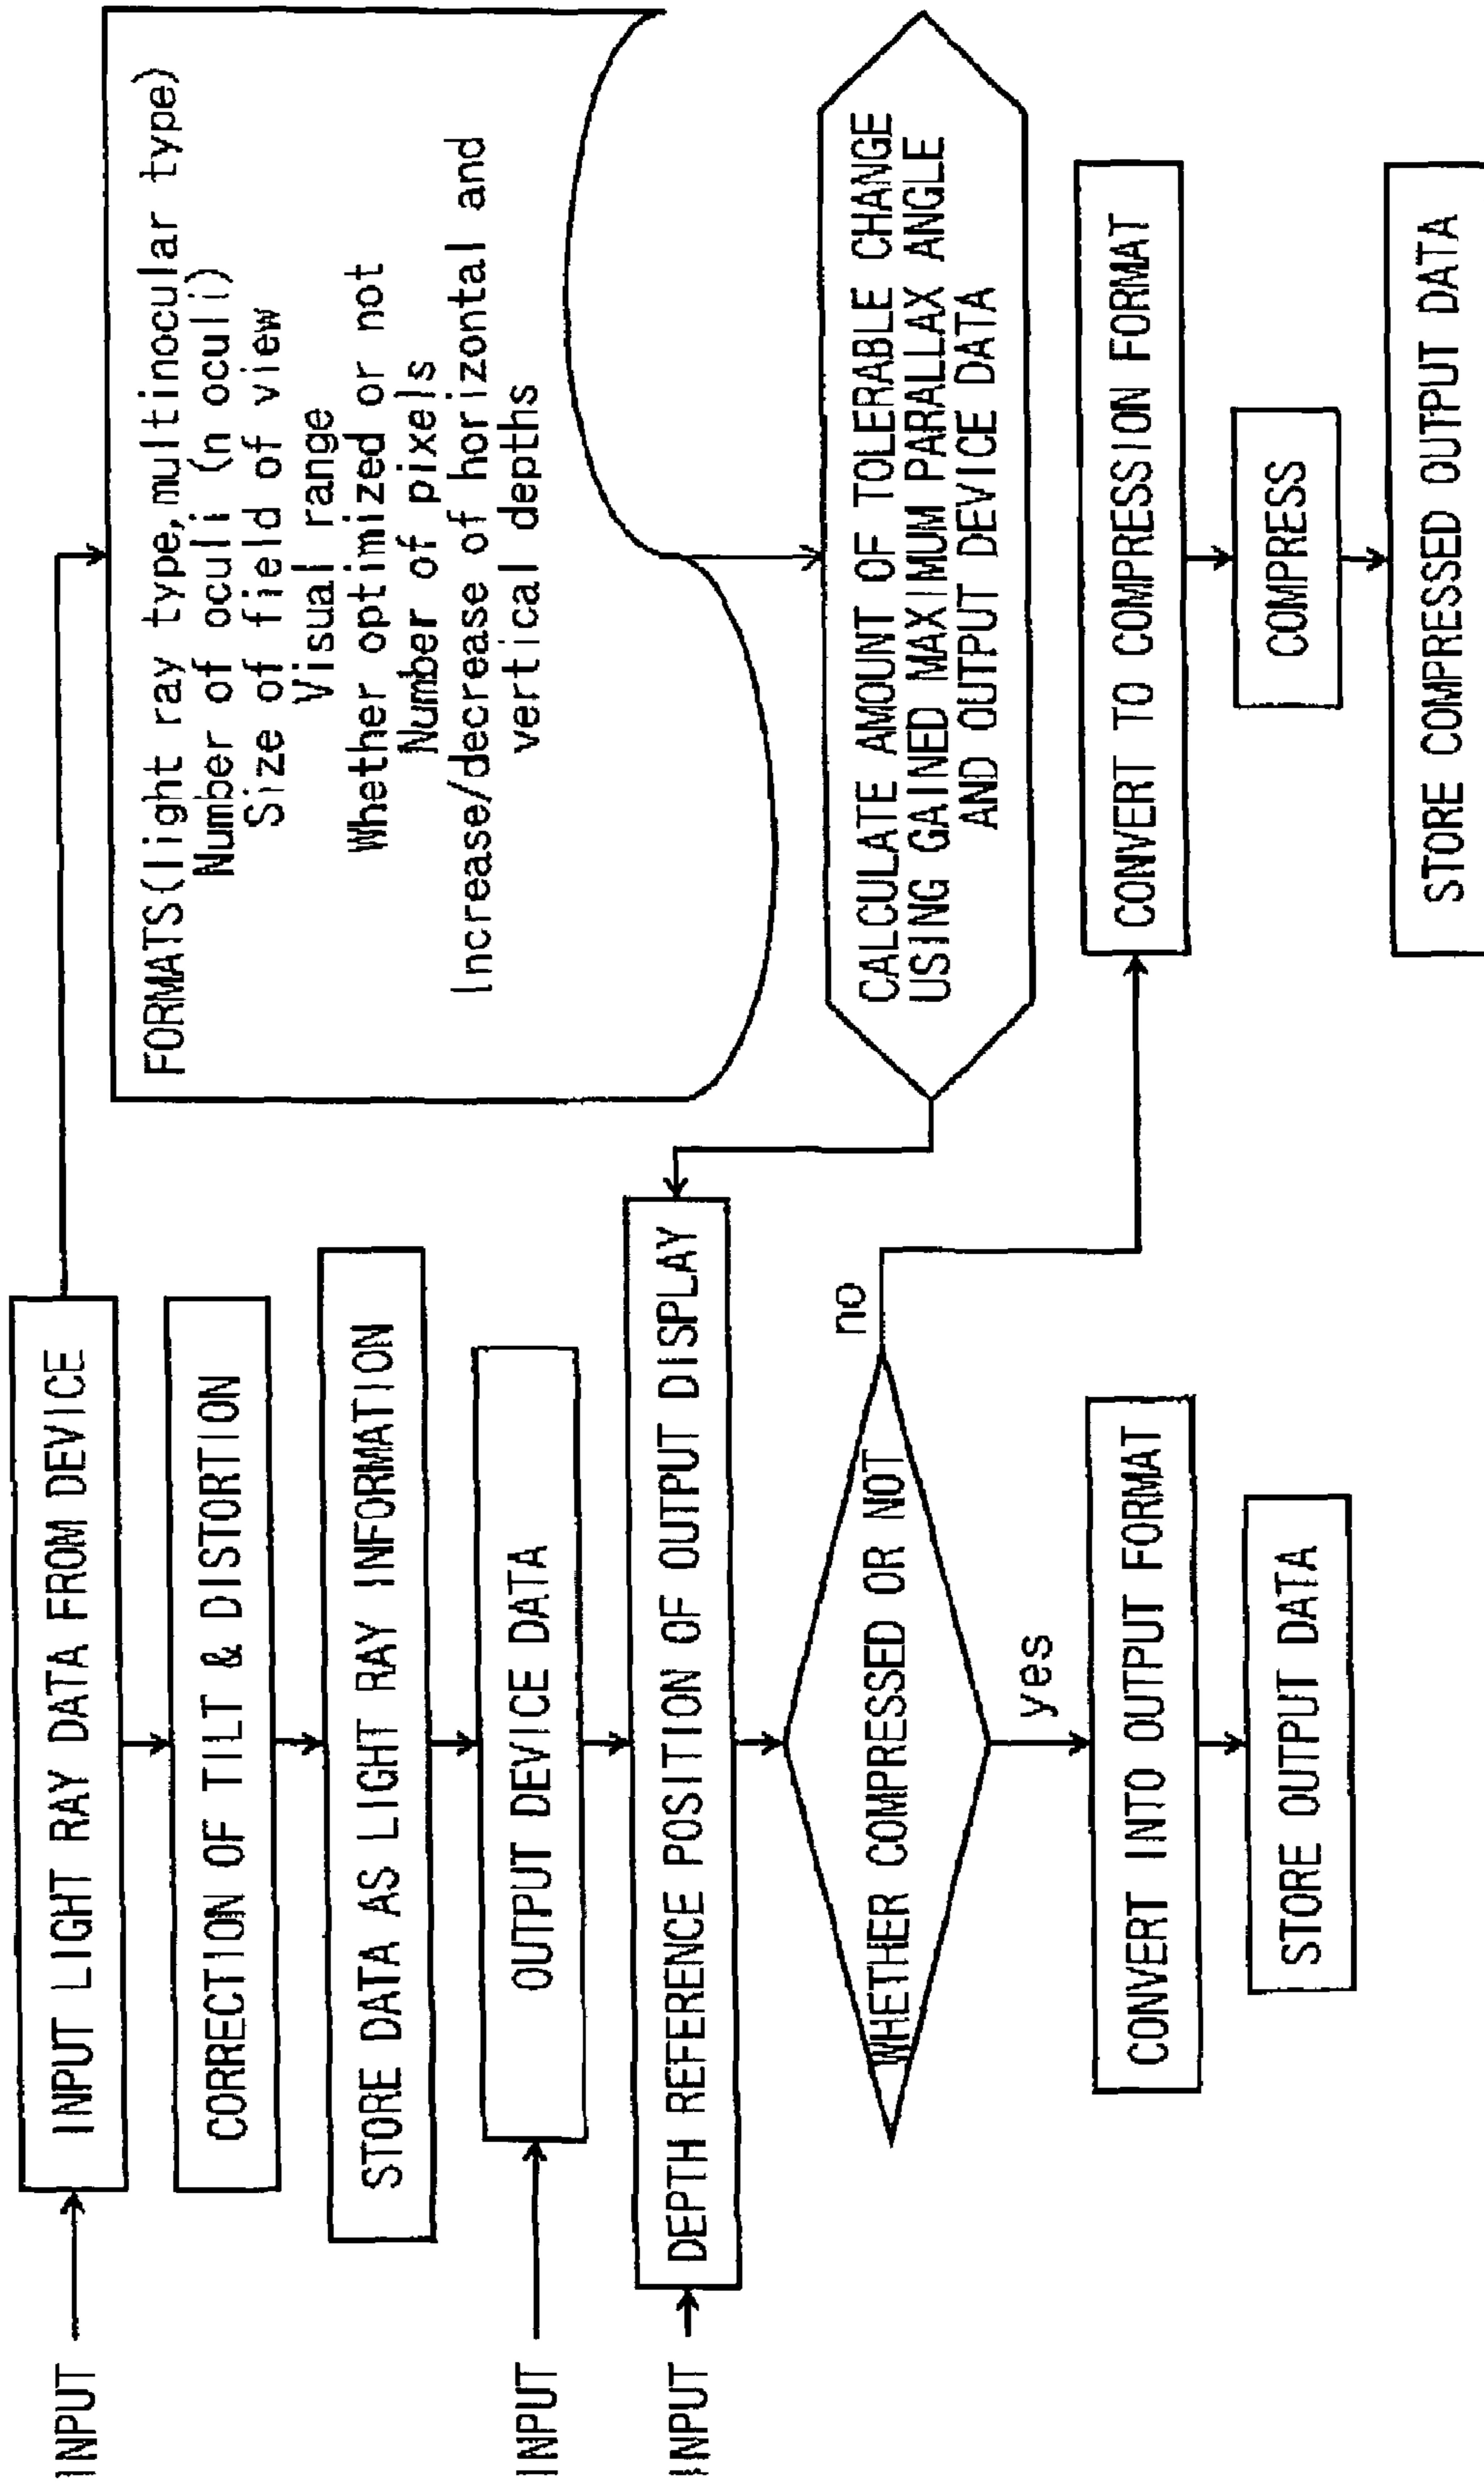 INPUT
INPUT LIGHT RAY DATA FROM DEVICE
CORRECTION OF TILT & DISTORTION
STORE DATA AS LIGHT RAY INFORMATION
INPUT
OUTPUT DEVICE DATA
INPUT
DEPTH REFERENCE POSITION OF OUTPUT DISPLAY
WHETHER COMPRESSED OR NOT
no
yes
CONVERT INTO OUTPUT FORMAT
STORE OUTPUT DATA
FORMATS(light ray type,multinocular type)
Number of oculi (n oculi)
Size of field of view
Visual range
Whether optimized or not
Number of pixels
Increase/decrease of horizontal and
vertical depths
CALCULATE AMOUNT OF TOLERABLE CHANGE
USING GAINED MAXIMUM PARALLAX ANGLE
AND OUTPUT DEVICE DATA
CONVERT TO COMPRESSION FORMAT
COMPRESS
STORE COMPRESSED OUTPUT DATA